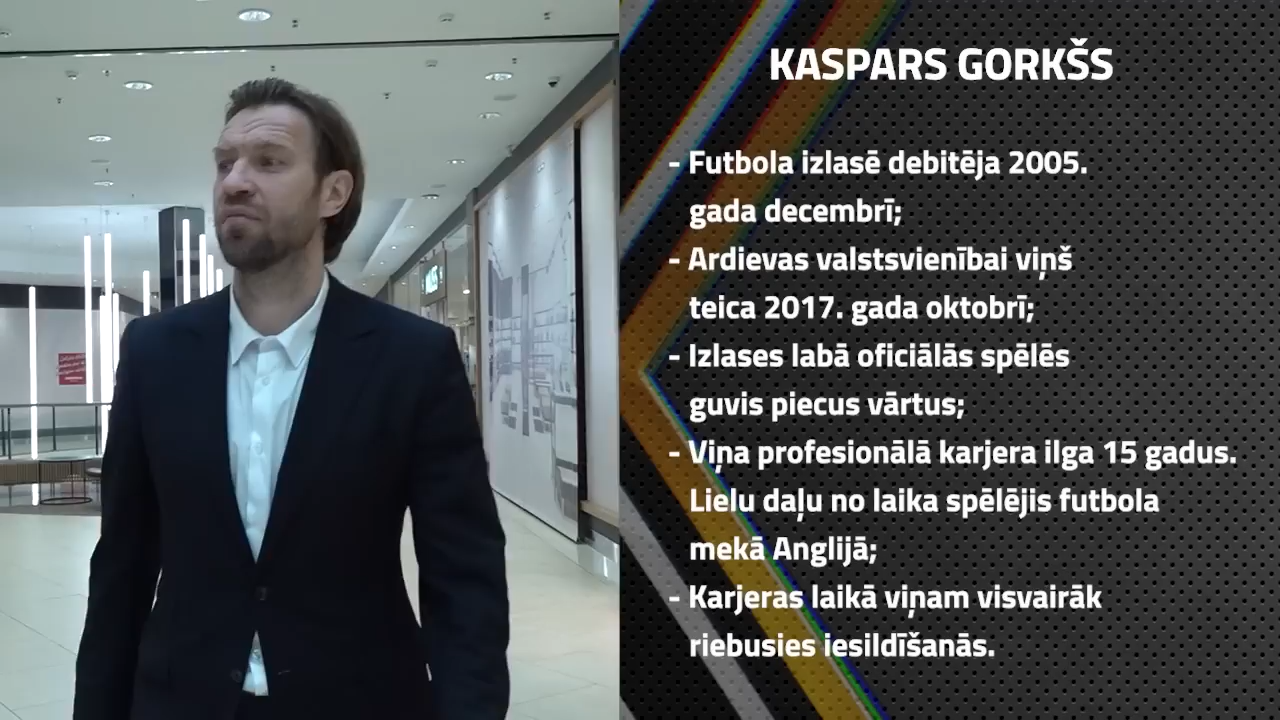 KASPARS GORKŠS
- Futbola izlasē debitēja 2005.
gada decembrī;
- Ardievas valstsvienībai viņš
teica 2017. gada oktobrī;
- Izlases labā oficiālās spēlēs
guvis piecus vārtus;
- Viņa profesionālā karjera ilga 15 gadus.
Lielu daļu no laika spēlējis futbola
mekā Anglijā;
- Karjeras laikā viņam visvairāk
riebusies iesildīšanās.